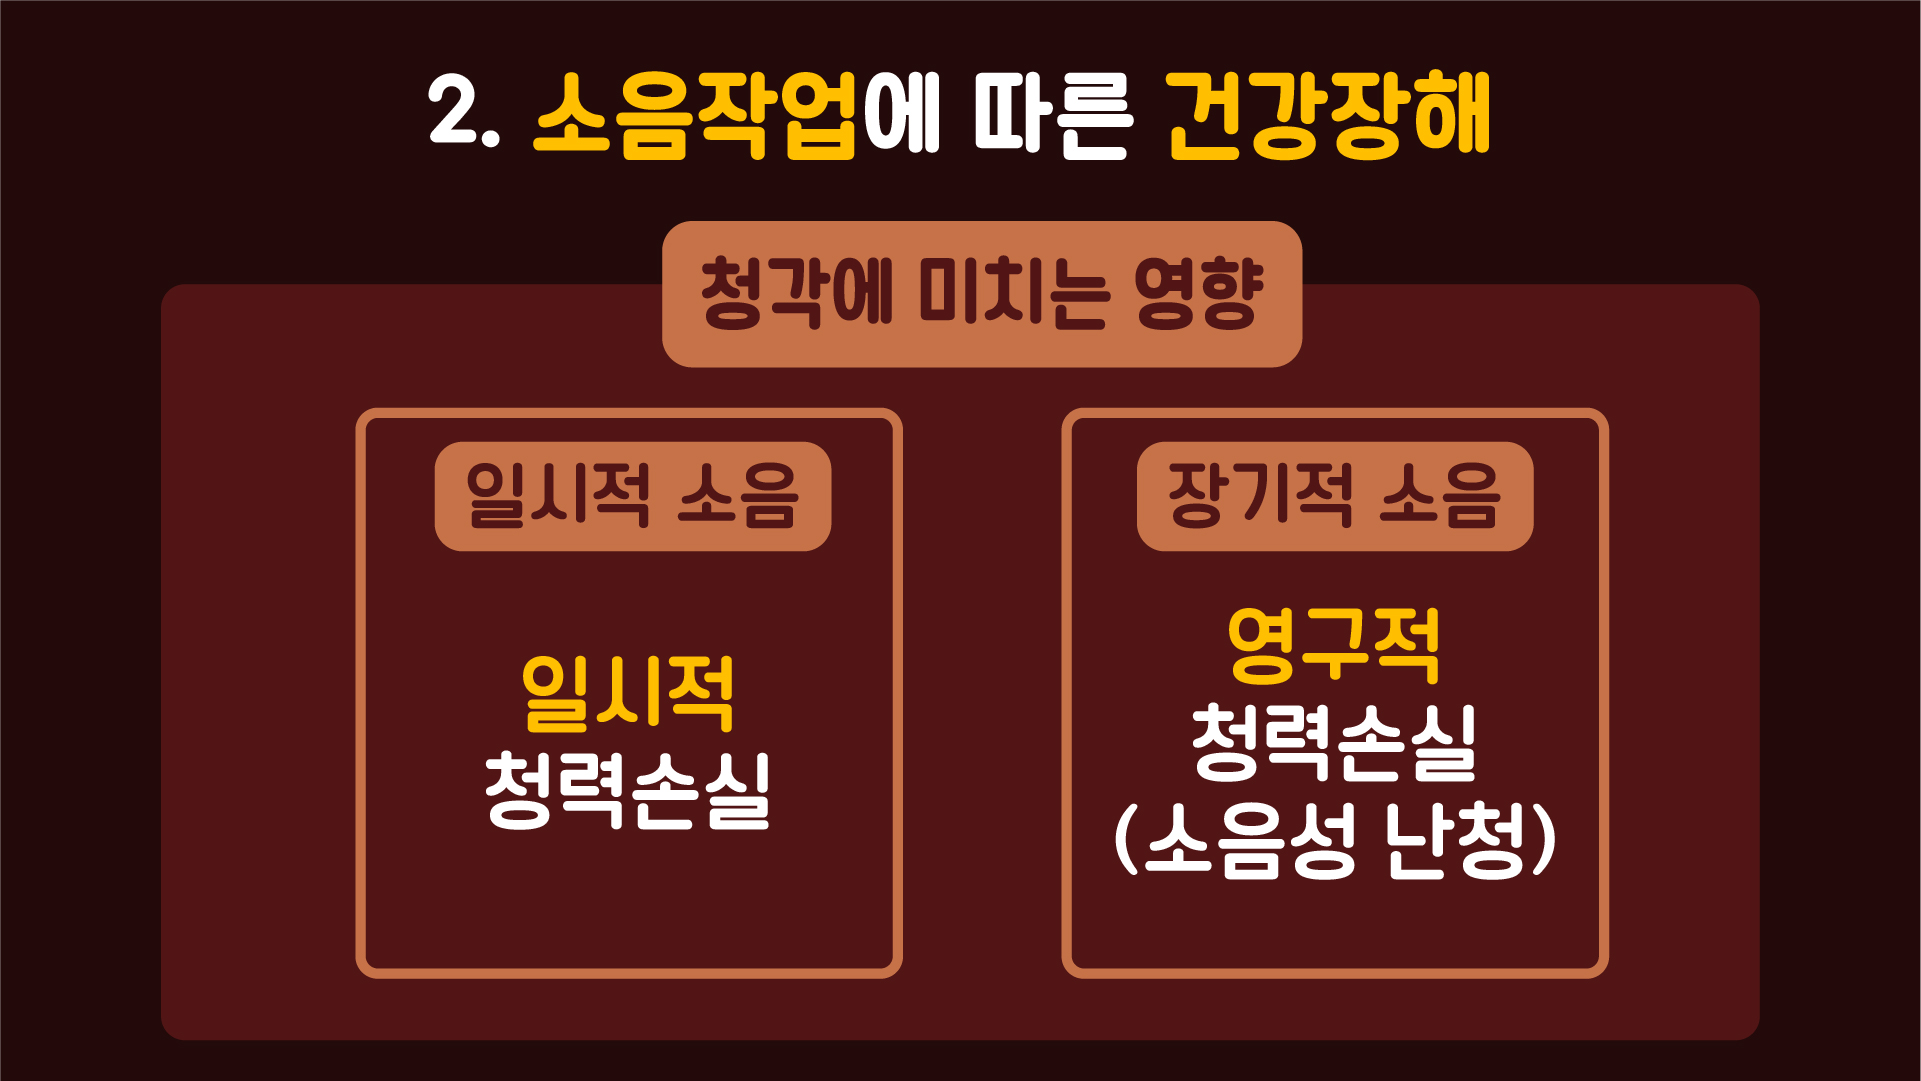 2. 소음작업에 따른 건강장해
청각에 미치는 영향
일시적 소음
일시적
청력손실
장기적 소음
영구적
청력손실
(소음성 난청)